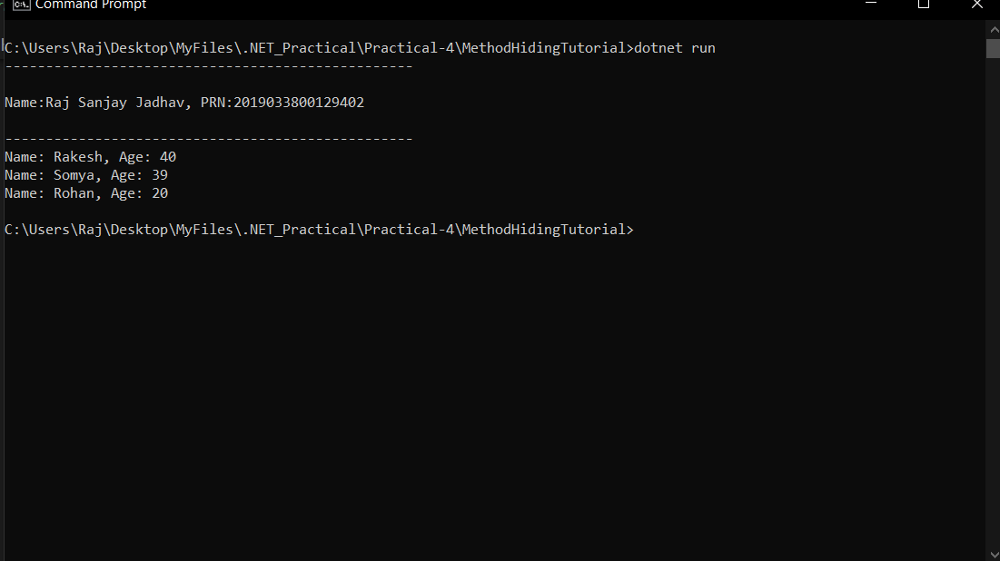 Command Prompt
C:\Users\Raj\Desktop\MyFiles\.NET_Practical\Practical-4\MethodHidingTutorial>dotnet run
--------------------------------------------------
Name:Raj Sanjay Jadhav, PRN:2019033800129402
--------------------------------------------------
Name: Rakesh, Age: 40
Name: Somya, Age: 39
Name: Rohan, Age: 20
C:\Users\Raj\Desktop\MyFiles\.NET_Practical\Practical-4\MethodHidingTutorial>